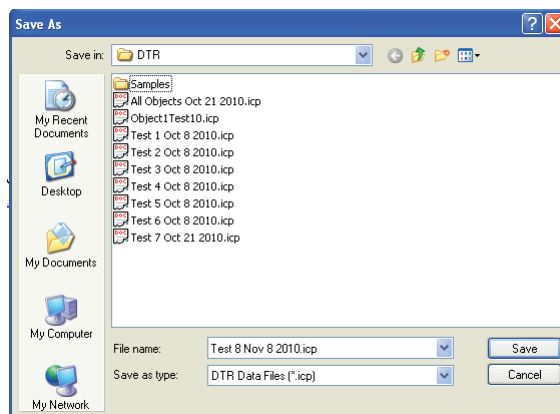 Save As
Save in: DTR
Samples
All Objects Oct 21 2010.icp
Object1Test10.icp
Test 1 Oct 8 2010.icp
Test 2 Oct 8 2010.icp
Test 3 Oct 8 2010.icp
Test 4 Oct 8 2010.icp
Test 5 Oct 8 2010.icp
Test 6 Oct 8 2010.icp
Test 7 Oct 21 2010.icp
My Recent
Documents
Desktop
My Documents
My Computer
My Network
File name: Test 8 Nov 8 2010.icp Save
Save as type: DTR Data Files (*.icp) Cancel